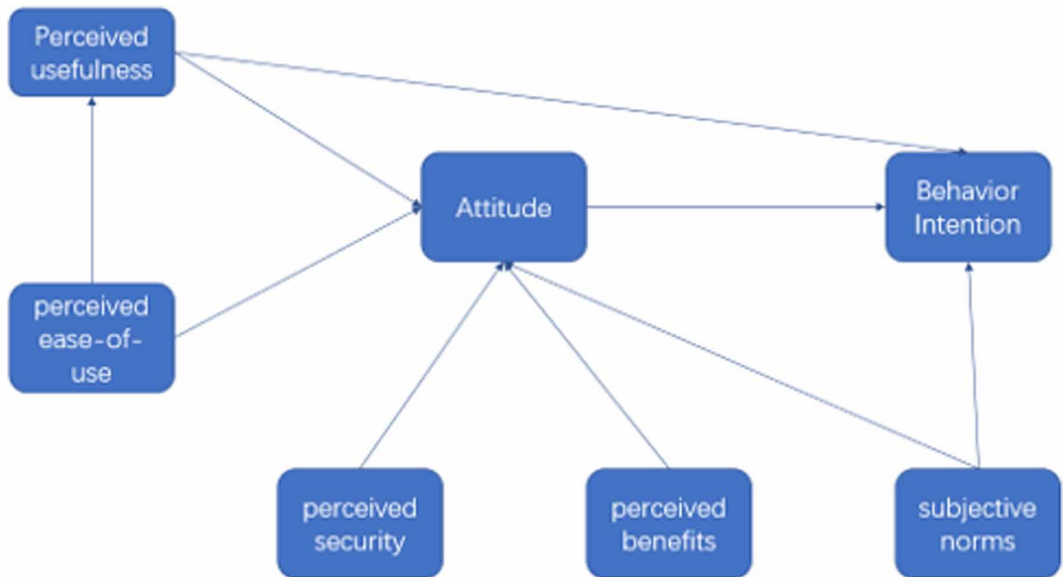 Perceived
usefulness
Attitude
Behavior
Intention
perceived
ease-of-
use
perceived
security
perceived
benefits
subjective
norms